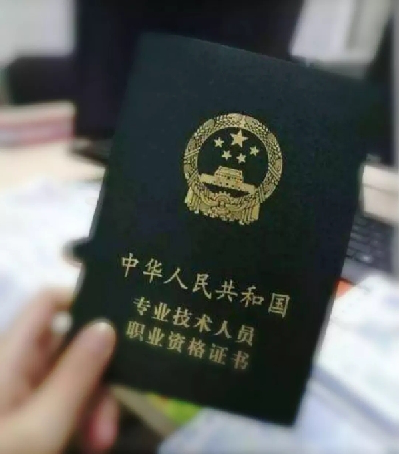 中华人民共和国
专业技术人员
职业资格证书